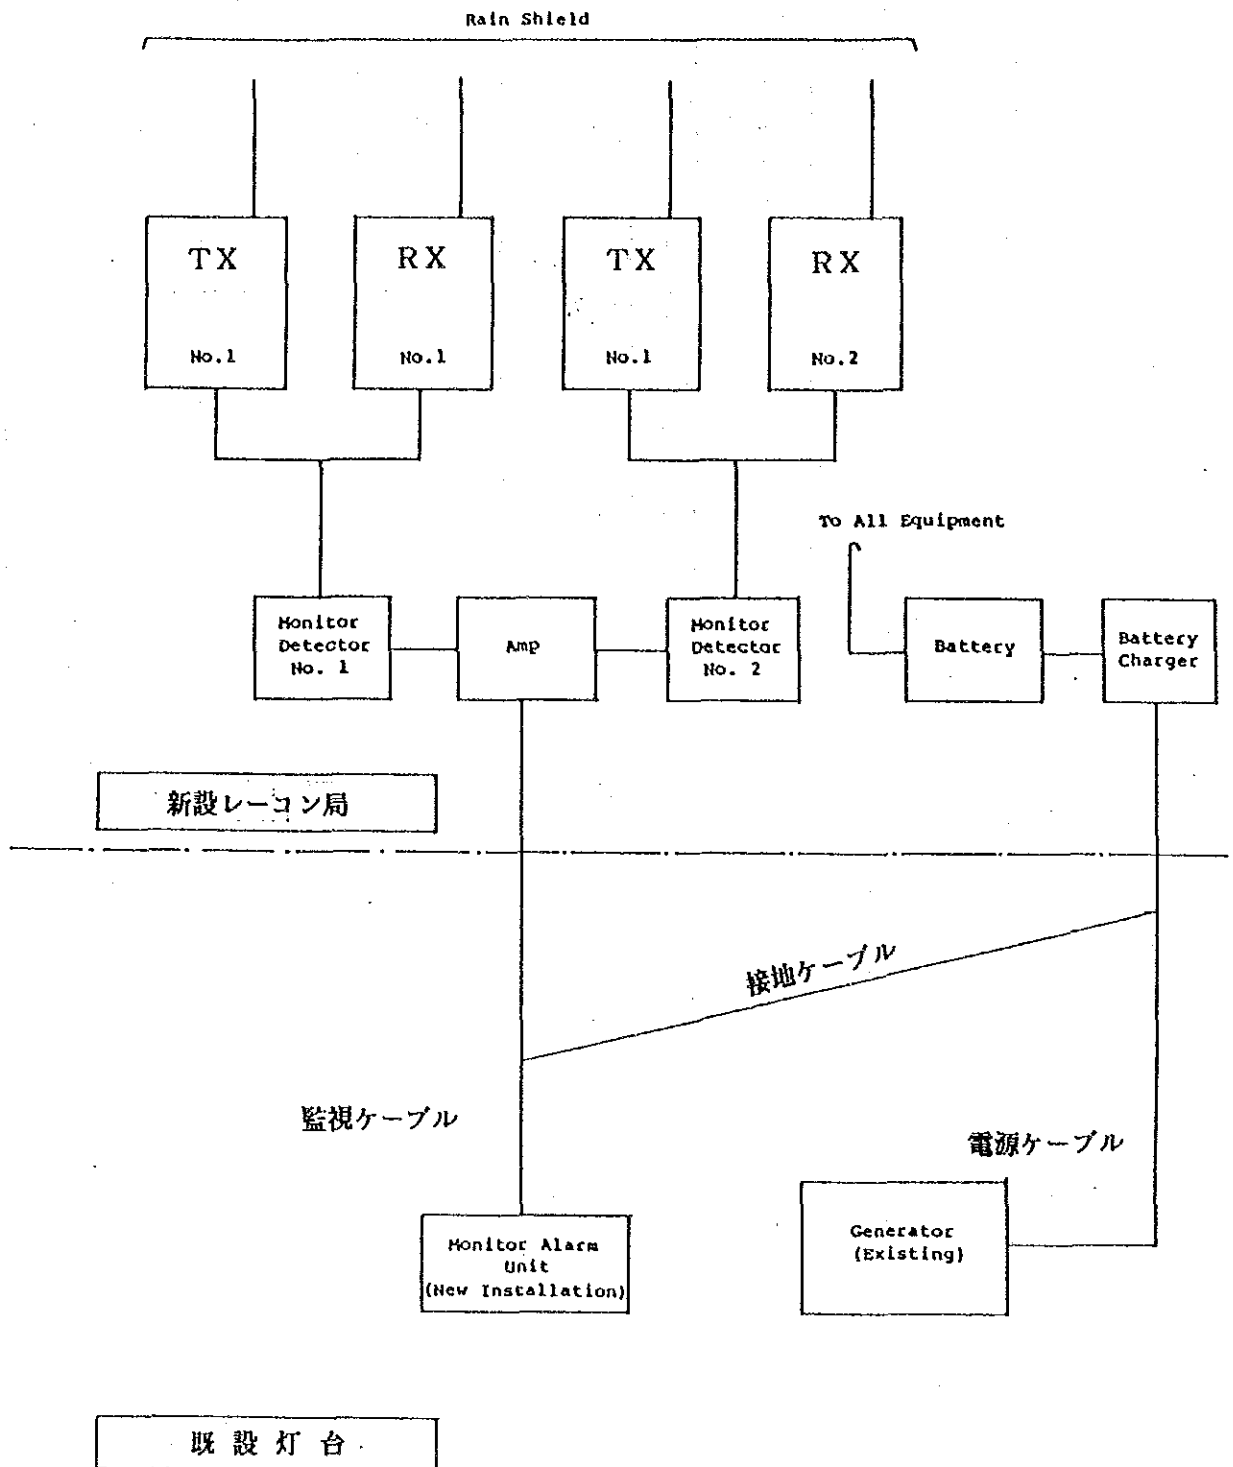 Rain Shield
TX
No.1
RX
No.1
TX
No.1
RX
No.2
To All Equipment
Monitor
Detector
No. 1
Amp
Monitor
Detector
No. 2
Battery
Battery
Charger
新設レーコン局
接地ケーブル
監視ケーブル
電源ケーブル
Monitor Alarm
Unit
(New Installation)
Generator
(Existing)
既設灯台